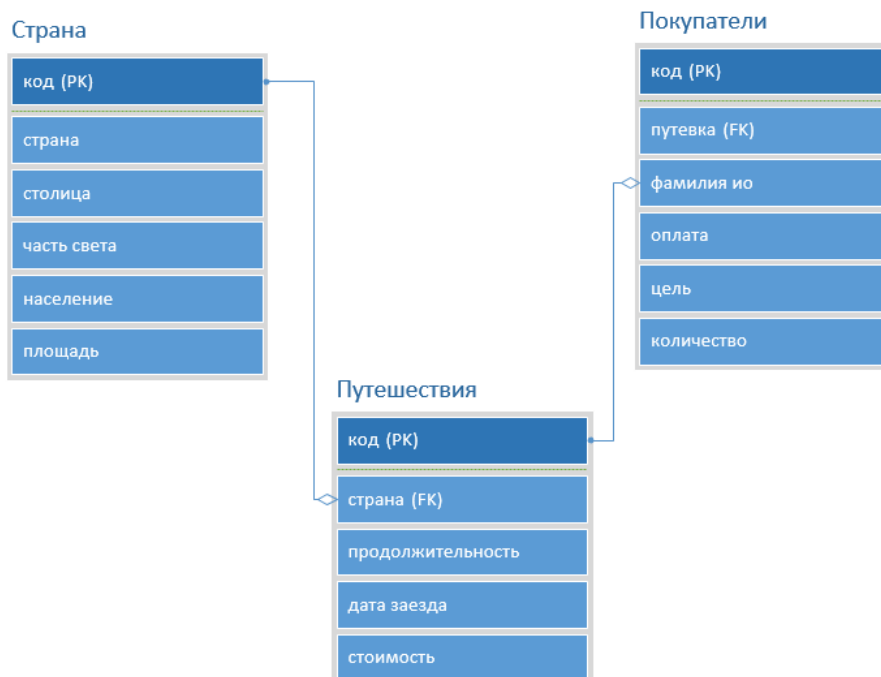 Страна
код (PK)
страна
столица
часть света
население
площадь
Покупатели
код (PK)
путевка (FK)
фамилия ио
оплата
цель
количество
Путешествия
код (PK)
страна (FK)
продолжительность
дата заезда
стоимость